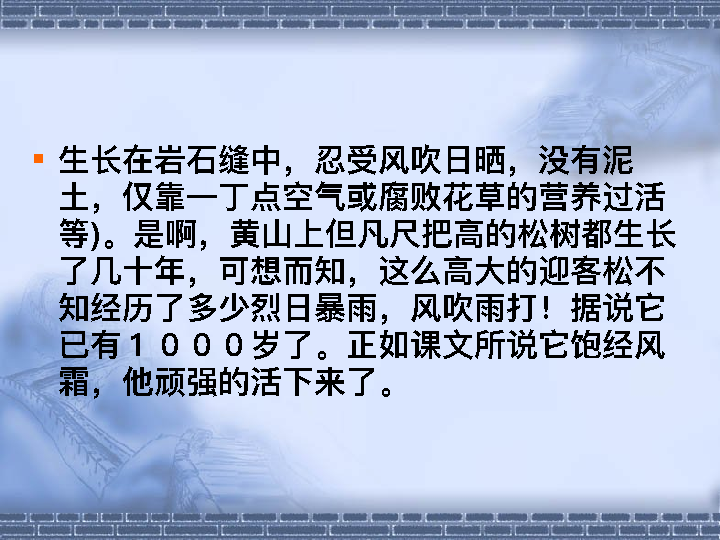 生长在岩石缝中，忍受风吹日晒，没有泥
土，仅靠一丁点空气或腐败花草的营养过活
等)。是啊，黄山上但凡尺把高的松树都生长
了几十年，可想而知，这么高大的迎客松不
知经历了多少烈日暴雨，风吹雨打！据说它
已有１０００岁了。正如课文所说它饱经风
霜，他顽强的活下来了。